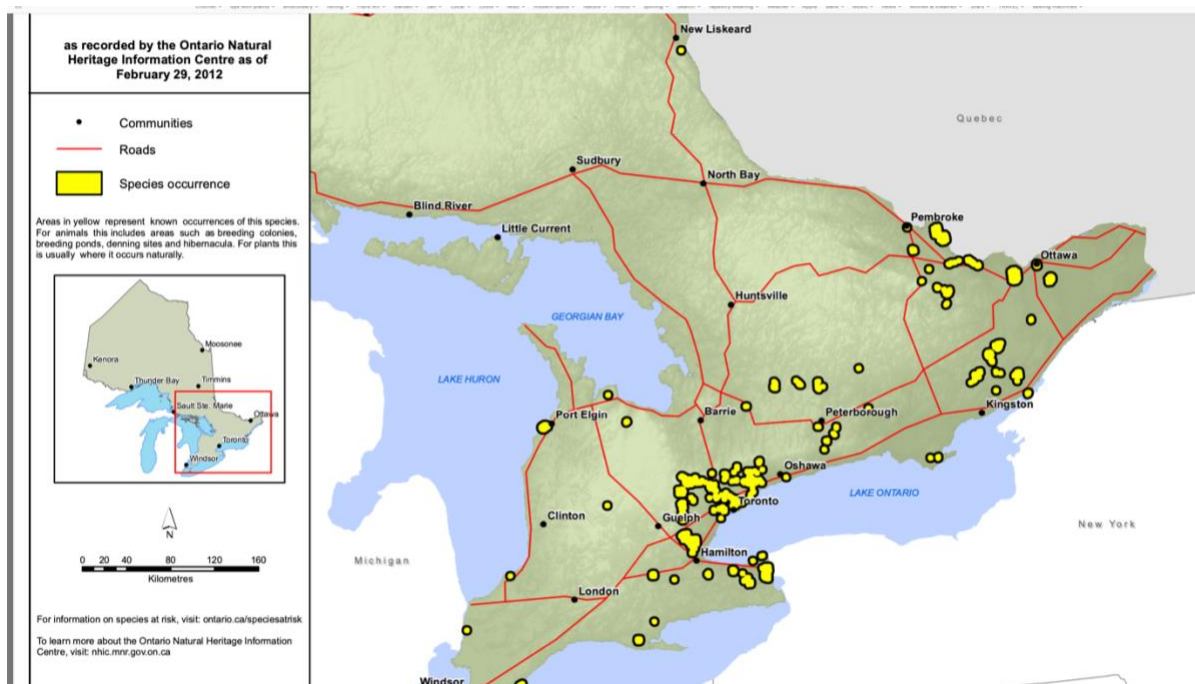 as recorded by the Ontario Natural
Heritage Information Centre as of
February 29, 2012
Communities
Roads
Species occurrence
Areas in yellow represent known occurrences of this species.
For animals this includes areas such as breeding colonies,
breeding ponds, denning sites and hibernacula. For plants this
is usually where it occurs naturally.
Moosonee
Kenora
Thunder Bay
Timmins
Sault Ste. Marie
Ottawa
Toronto
Windsor
N
0 20 40 80 120 160
Kilometres
For information on species at risk, visit: ontario.ca/speciesatrisk
To learn more about the Ontario Natural Heritage Information
Centre, visit: nhic.mnr.gov.on.ca
New Liskeard
Quebec
Sudbury
North Bay
Blind River
Little Current
Pembroke
Ottawa
Huntsville
GEORGIAN BAY
LAKE HURON
Port Elgin
Barrie
Peterborough
Kingston
Oshawa
LAKE ONTARIO
Toronto
Clinton
Guelph
New York
Michigan
Hamilton
London
Windsor